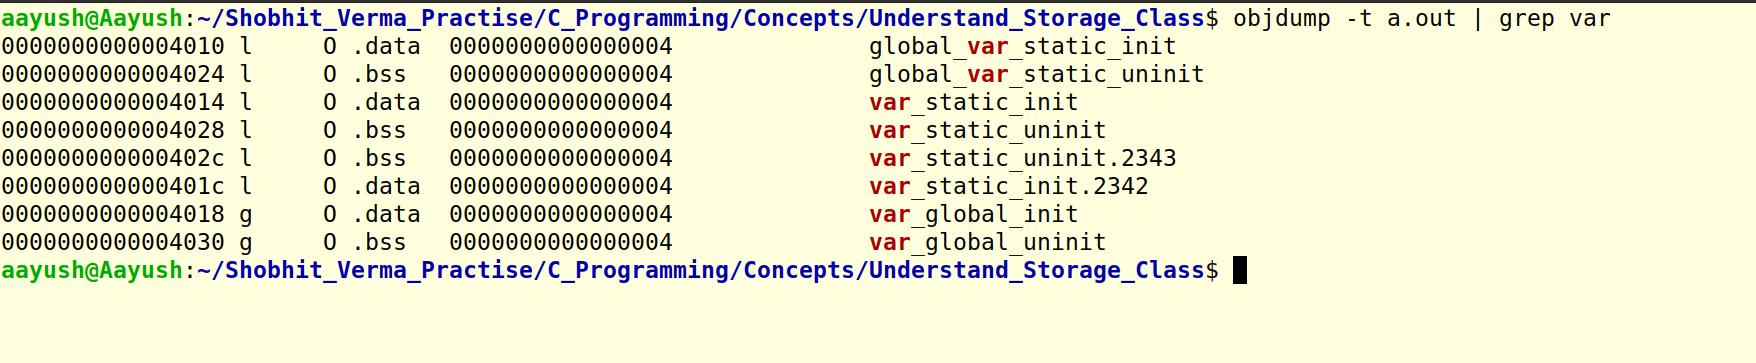 aayush@Aayush:~/Shobhit_Verma_Practise/C_Programming/Concepts/Understand_Storage_Class$ objdump -t a.out | grep var
0000000000004010 l     O .data  0000000000000004              global_var_static_init
0000000000004024 l     O .bss   0000000000000004              global_var_static_uninit
0000000000004014 l     O .data  0000000000000004              var_static_init
0000000000004028 l     O .bss   0000000000000004              var_static_uninit
000000000000402c l     O .bss   0000000000000004              var_static_uninit.2343
000000000000401c l     O .data  0000000000000004              var_static_init.2342
0000000000004018 g     O .data  0000000000000004              var_global_init
0000000000004030 g     O .bss   0000000000000004              var_global_uninit
aayush@Aayush:~/Shobhit_Verma_Practise/C_Programming/Concepts/Understand_Storage_Class$